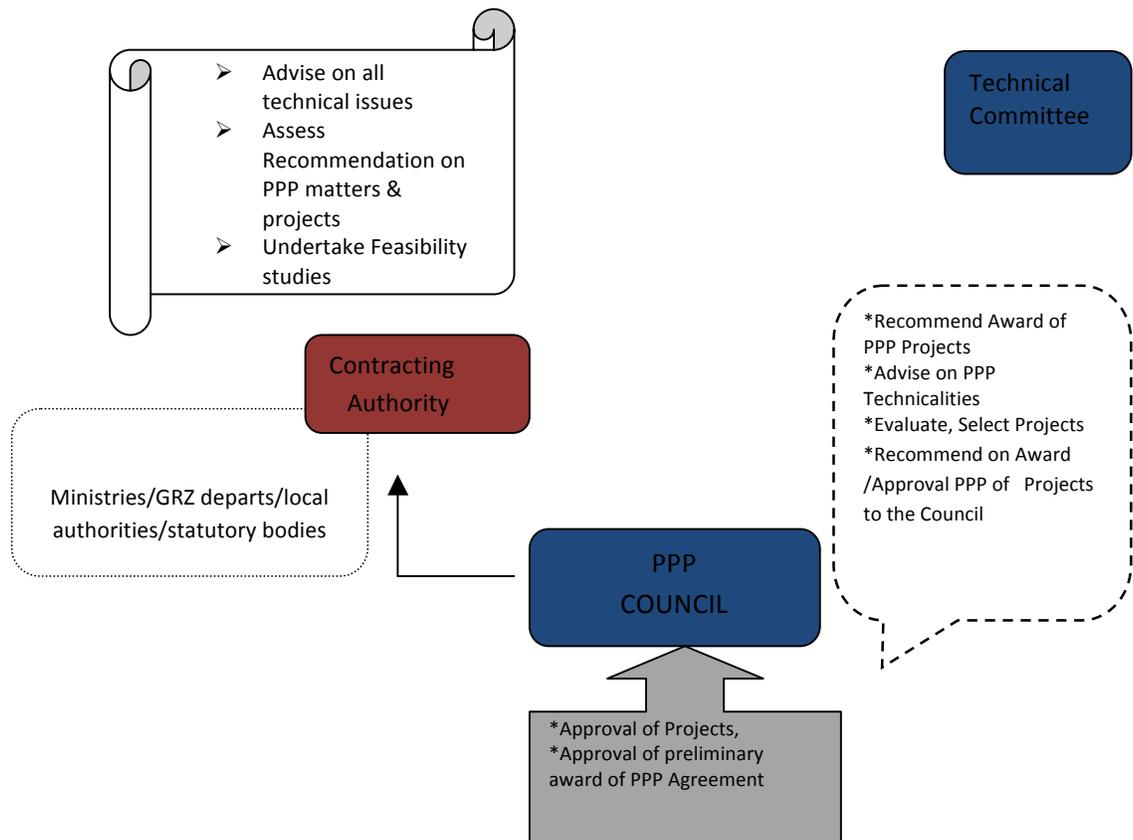 ➢ Advise on all
technical issues
➢ Assess
Recommendation on
PPP matters &
projects
➢ Undertake Feasibility
studies
Technical
Committee
Contracting
Authority
Ministries/GRZ departs/local
authorities/statutory bodies
*Recommend Award of
PPP Projects
*Advise on PPP
Technicalities
*Evaluate, Select Projects
*Recommend on Award
/Approval PPP of Projects
to the Council
PPP
COUNCIL
*Approval of Projects,
*Approval of preliminary
award of PPP Agreement